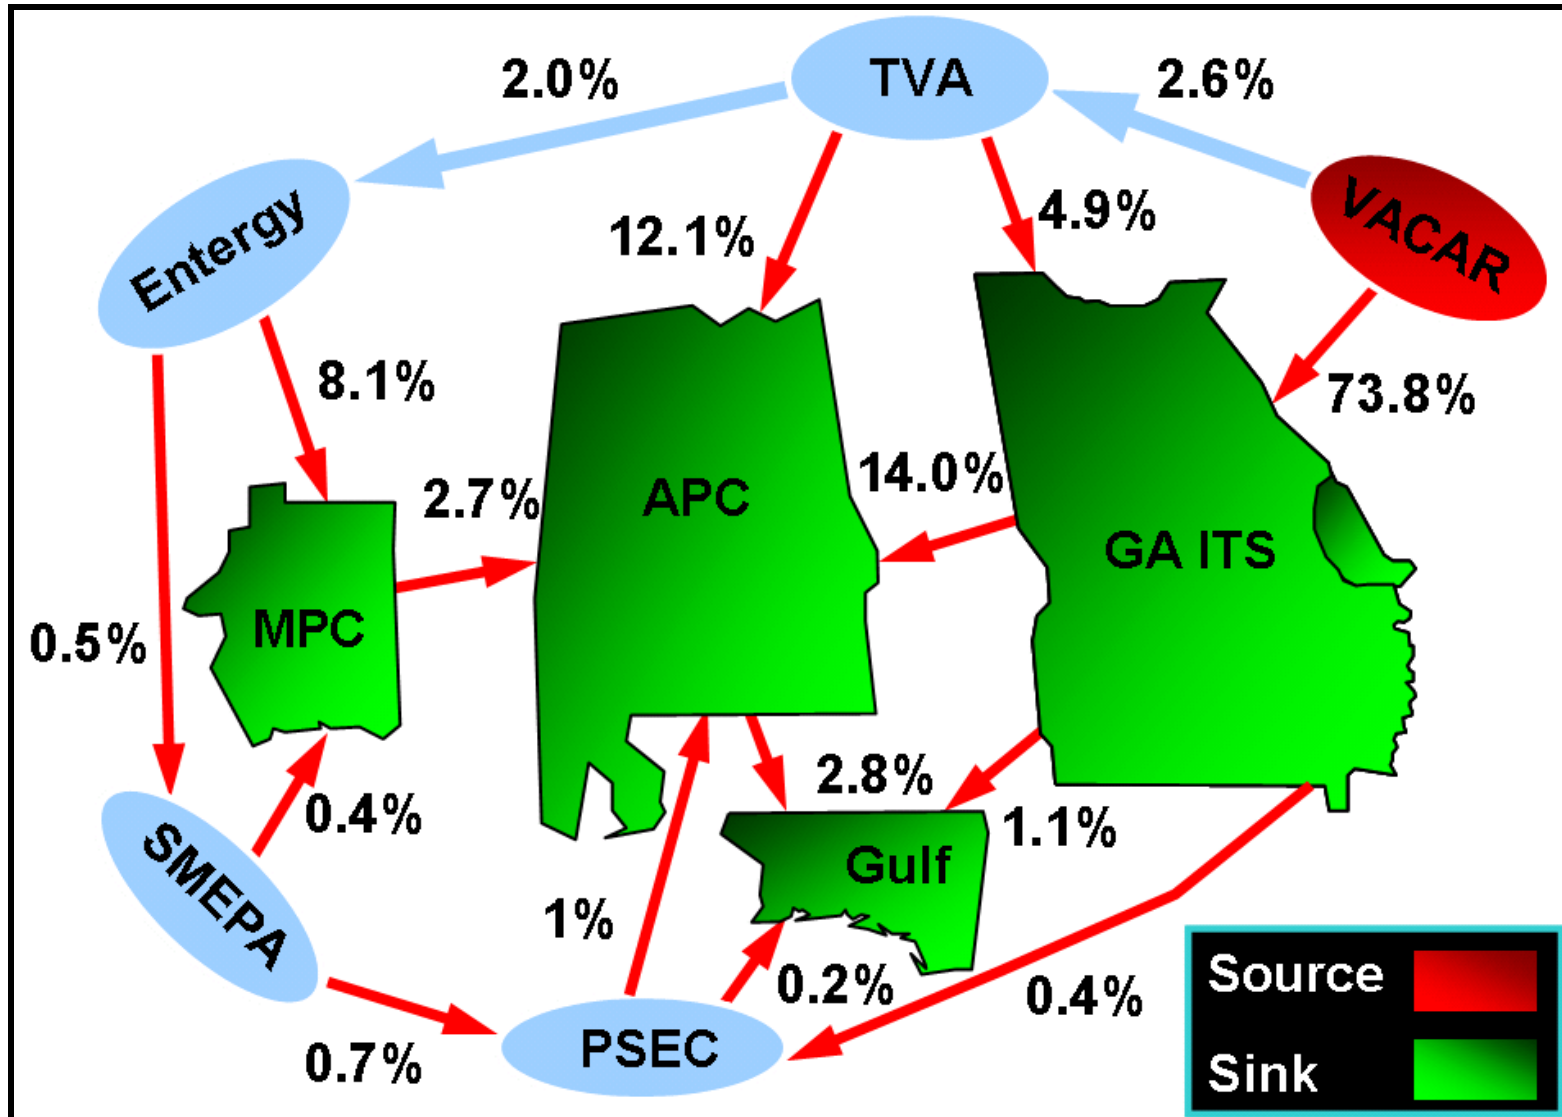 TVA
2.0%
2.6%
VACAR
Entergy
12.1%
4.9%
8.1%
73.8%
2.7%
APC
14.0%
GA ITS
MPC
0.5%
2.8%
0.4%
1.1%
SMEPA
Gulf
1%
0.2%
0.4%
Source
PSEC
0.7%
Sink